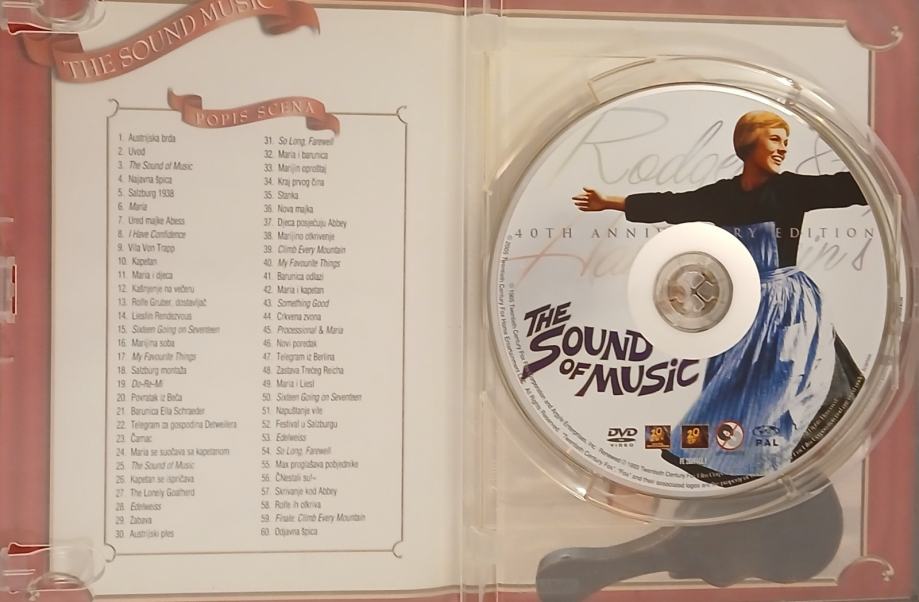 THE SOUND MUSIC
POPIS SCENA
1. Austrijska brda
2. Uvod
3. The Sound of Music
4. Najavna špica
5. Salzburg 1938
6. Maria
7. Ured majke Abess
8. I Have Confidence
9. Vila Von Trapp
10. Kapetan
11. Maria i djeca
12. Kašnjenje na večeru
13. Rolfe Gruber, dostavljač
14. Lieslin Rendezvous
15. Sixteen Going on Seventeen
16. Marijina soba
17. My Favourite Things
18. Salzburg montaža
19. Do-Re-Mi
20. Povratak iz Beča
21. Barunica Ella Schraeder
22. Telegram za gospodina Detweilera
23. Čamac
24. Maria se suočava sa kapetanom
25. The Sound of Music
26. Kapetan se ispričava
27. The Lonely Goatherd
28. Edelweiss
29. Zabava
30. Austrijski ples
31. So Long, Farewell
32. Maria i barunica
33. Marijin oproštaj
34. Kraj prvog čina
35. Stanka
36. Nova majka
37. Djeca posjećuju Abbey
38. Marijino otkrivenje
39. Climb Every Mountain
40. My Favourite Things
41. Barunica odlazi
42. Maria i kapetan
43. Something Good
44. Crkvena zvona
45. Processional & Maria
46. Novi poredak
47. Telegram iz Berlina
48. Zastava Trećeg Reicha
49. Maria i Liesl
50. Sixteen Going on Seventeen
51. Napuštanje vile
52. Festival u Salzburgu
53. Edelweiss
54. So Long, Farewell
55. Max proglašava pobjednike
56. Nestali su!
57. Skrivanje kod Abbey
58. Rolfe ih otkriva
59. Finale: Climb Every Mountain
60. Odjavna špica
40TH ANNIVERSARY EDITION
THE
SOUND
OF MUSIC
DVD
VIDEO
PAL